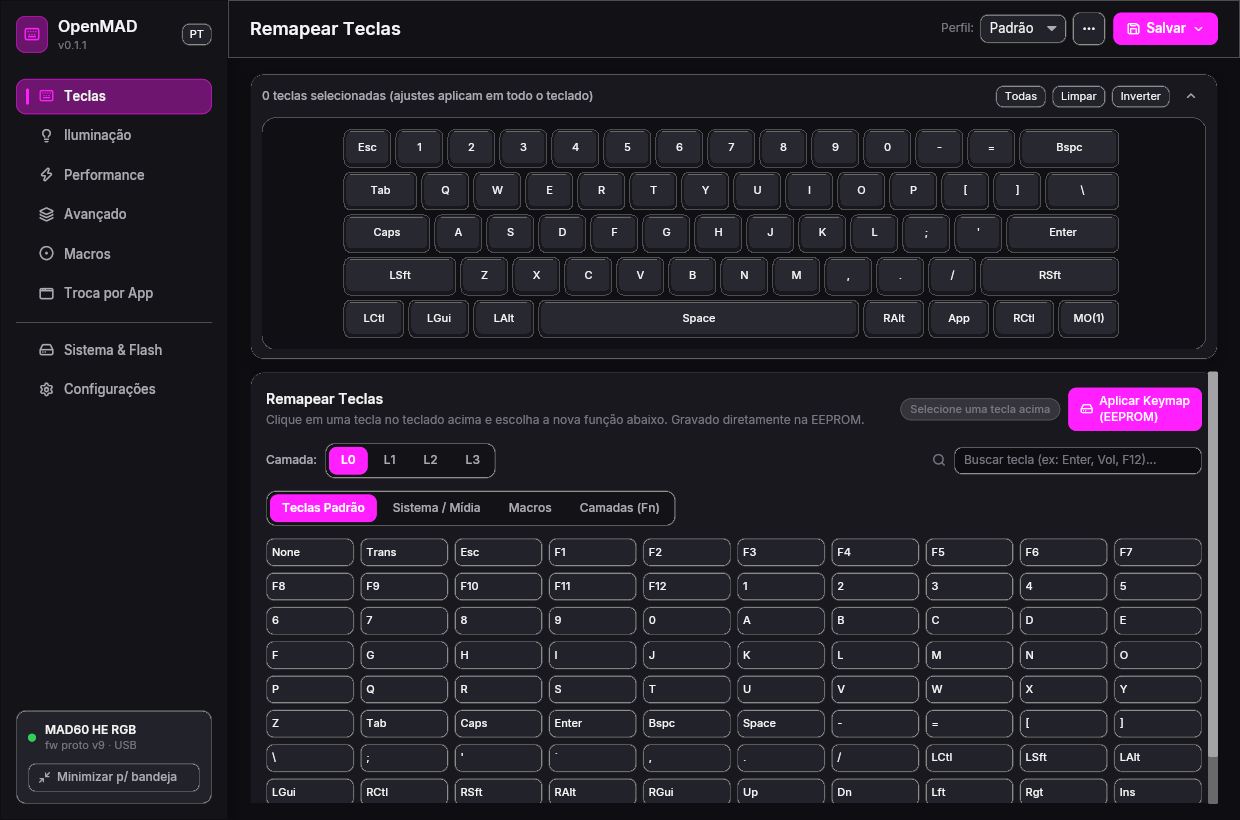 OpenMAD
v0.1.1
PT
Teclas
Iluminação
Performance
Avançado
Macros
Troca por App
Sistema & Flash
Configurações
MAD60 HE RGB
fw proto v9 · USB
Minimizar p/ bandeja
Remapear Teclas
Perfil: Padrão ··· Salvar
0 teclas selecionadas (ajustes aplicam em todo o teclado)
Todas Limpar Inverter
Esc 1 2 3 4 5 6 7 8 9 0 - = Bspc
Tab Q W E R T Y U I O P [ ] \
Caps A S D F G H J K L ; ' Enter
LSft Z X C V B N M , . / RSft
LCtl LGui LAlt Space RAlt App RCtl MO(1)
Remapear Teclas
Clique em uma tecla no teclado acima e escolha a nova função abaixo. Gravado diretamente na EEPROM.
Selecione uma tecla acima
Aplicar Keymap
(EEPROM)
Camada: L0 L1 L2 L3
Buscar tecla (ex: Enter, Vol, F12)...
Teclas Padrão Sistema / Mídia Macros Camadas (Fn)
None Trans Esc F1 F2 F3 F4 F5 F6 F7
F8 F9 F10 F11 F12 1 2 3 4 5
6 7 8 9 0 A B C D E
F G H I J K L M N O
P Q R S T U V W X Y
Z Tab Caps Enter Bspc Space - = [ ]
\ ; ' ` , . / LCtl LSft LAlt
LGui RCtl RSft RAlt RGui Up Dn Lft Rgt Ins